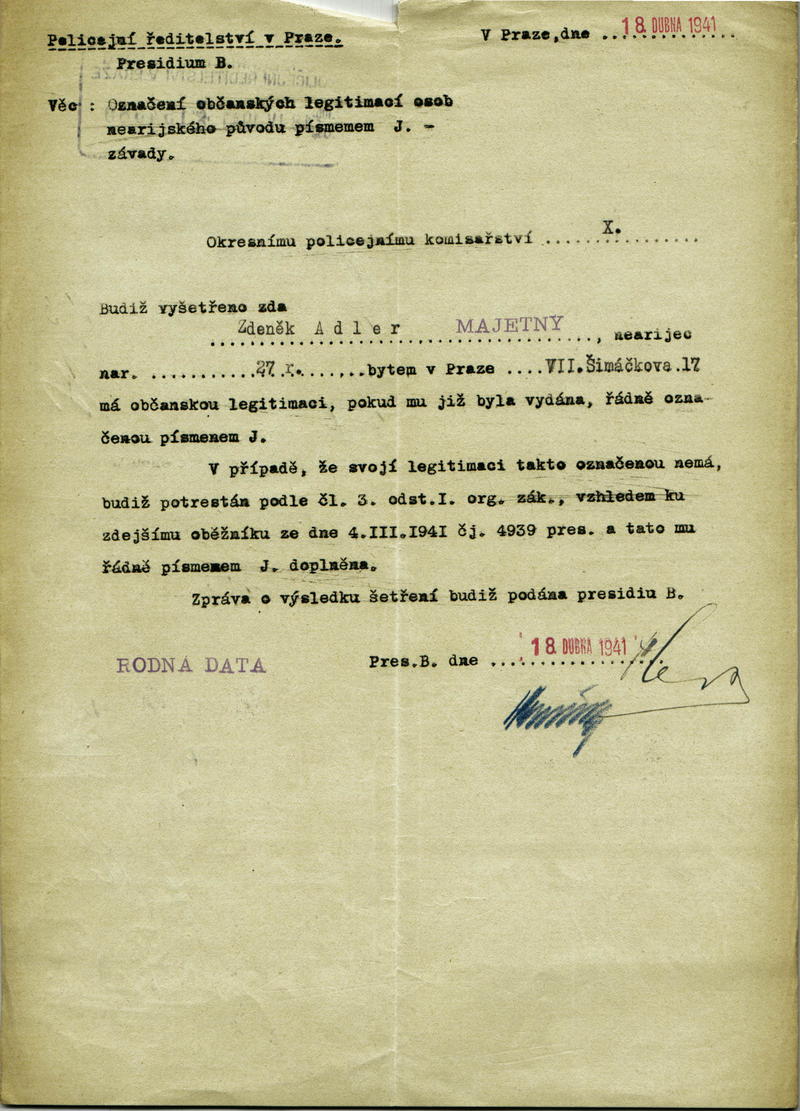 Policejní ředitelství v Praze.
V Praze,dne ..18 DUBNA 1941..
Presidium B.
Věc : Označení občanských legitimací osob
nearijského původu písmemem J. -
závady.
Okresnímu policejnímu komisařství .......X...........
Budiž vyšetřeno zda
Zdeněk Adler MAJETNÝ
................................................., nearijec
nar. ...........27. .......bytem v Praze ....VII.Šimáčkova.17
má občanskou legitimaci, pokud mu již byla vydána, řádně ozna-
čenou písmenem J.
V případě, že svojí legitimaci takto označenou nemá,
budiž potrestán podle čl. 3. odst.I. org. zák., vzhledem ku
zdejšímu oběžníku ze dne 4.III.1941 čj. 4939 pres. a tato mu
řádně písmenem J. doplněna.
Zpráva o výsledku šetření budiž podána presidiu B.
RODNÁ DATA
Pres.B. dne ...18 DUBNA 1941......